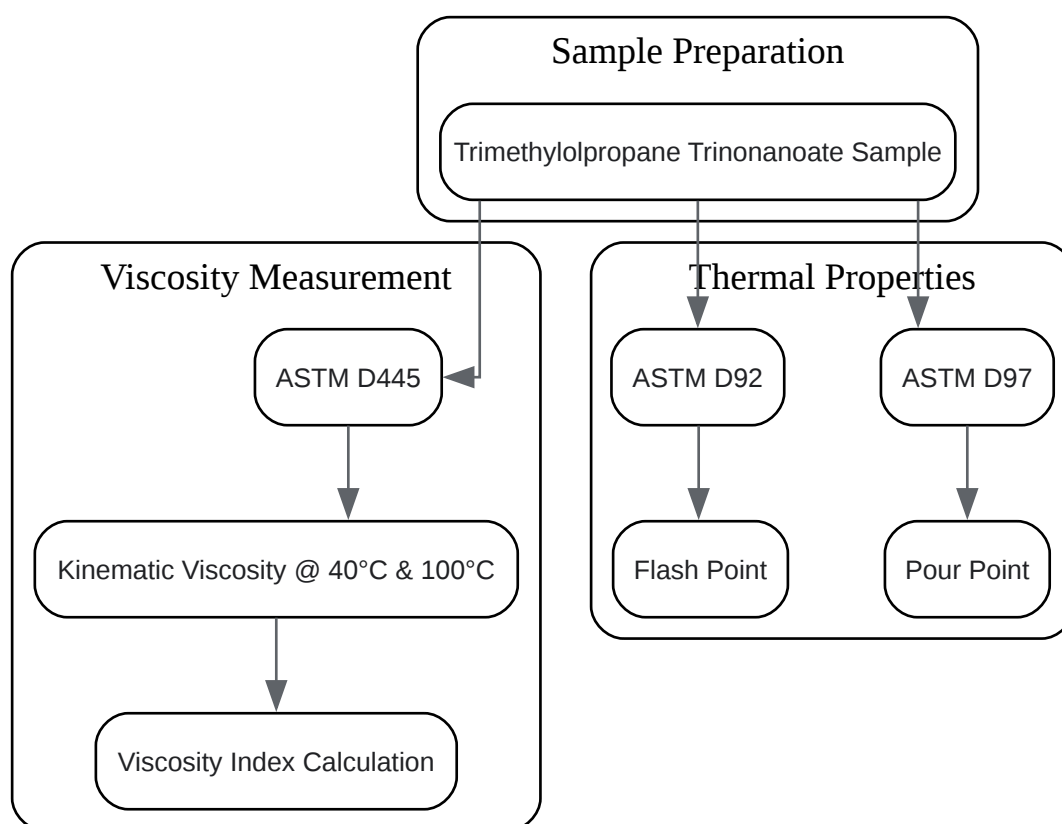 Sample Preparation
Trimethylolpropane Trinonanoate Sample
Viscosity Measurement
ASTM D445
Kinematic Viscosity @ 40°C & 100°C
Viscosity Index Calculation
Thermal Properties
ASTM D92
ASTM D97
Flash Point
Pour Point